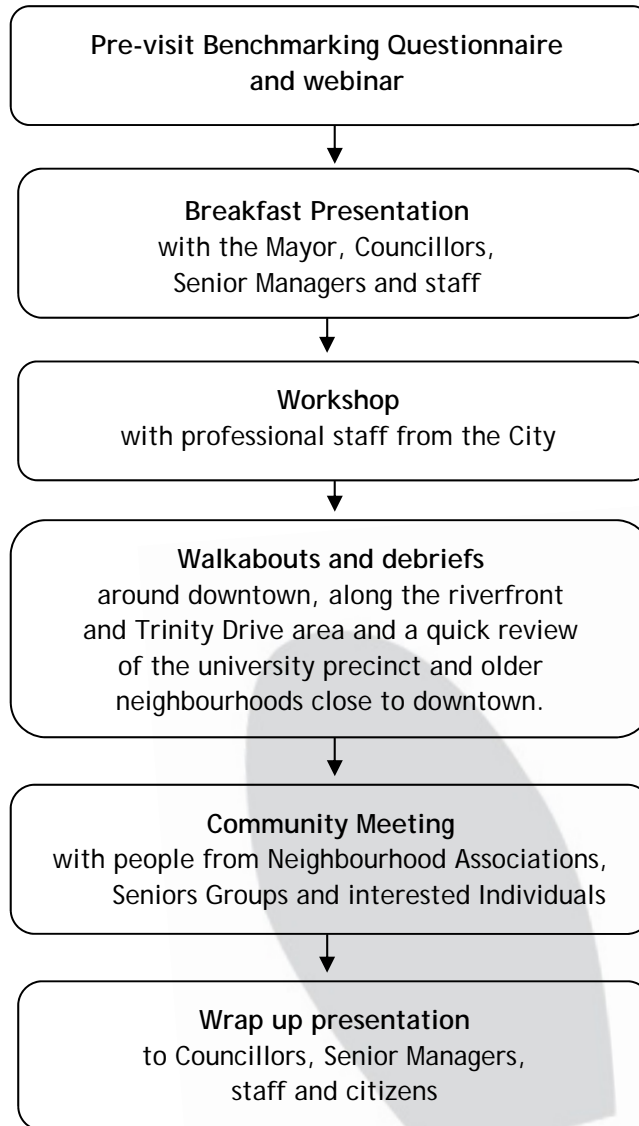 Pre-visit Benchmarking Questionnaire
and webinar
Breakfast Presentation
with the Mayor, Councillors,
Senior Managers and staff
Workshop
with professional staff from the City
Walkabouts and debriefs
around downtown, along the riverfront
and Trinity Drive area and a quick review
of the university precinct and older
neighbourhoods close to downtown.
Community Meeting
with people from Neighbourhood Associations,
Seniors Groups and interested Individuals
Wrap up presentation
to Councillors, Senior Managers,
staff and citizens